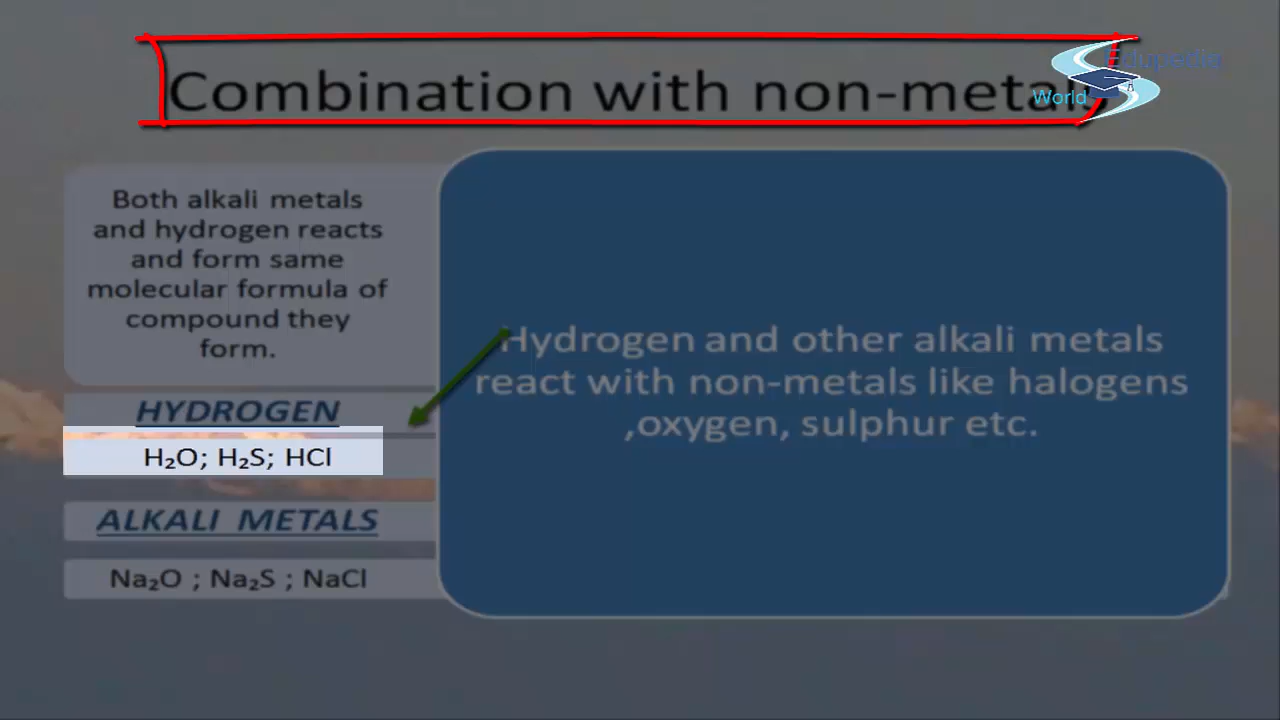 Combination with non-metals
Edupedia
World
Both alkali metals
and hydrogen reacts
and form same
molecular formula of
compound they
form.
HYDROGEN
H₂O; H₂S; HCl
ALKALI METALS
Na₂O ; Na₂S ; NaCl
Hydrogen and other alkali metals
react with non-metals like halogens
,oxygen, sulphur etc.